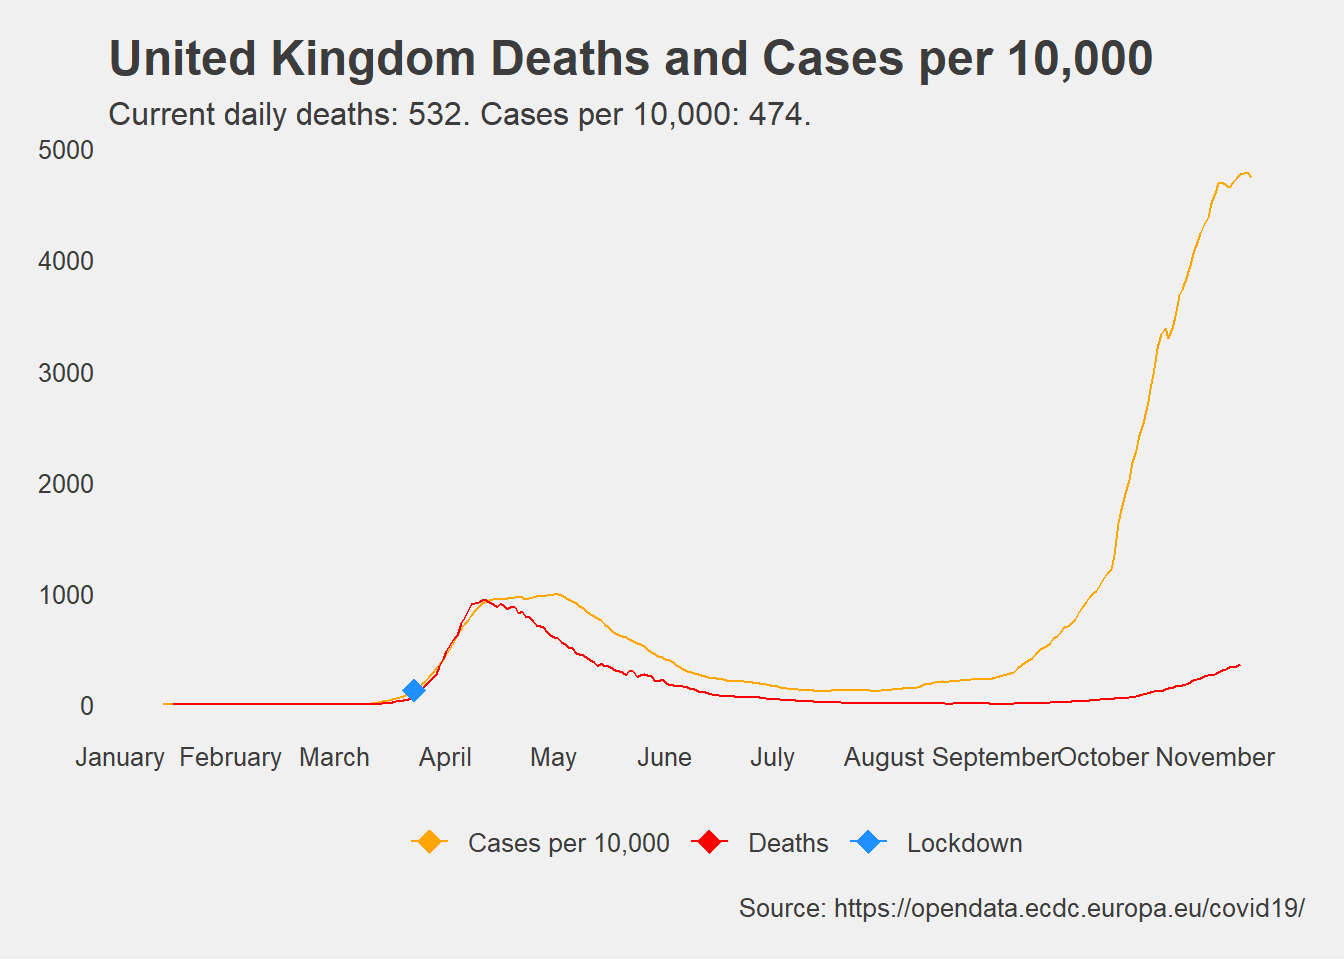 United Kingdom Deaths and Cases per 10,000
Current daily deaths: 532. Cases per 10,000: 474.
5000
4000
3000
2000
1000
0
January February March April May June July August September October November
Cases per 10,000 Deaths Lockdown
Source: https://opendata.ecdc.europa.eu/covid19/